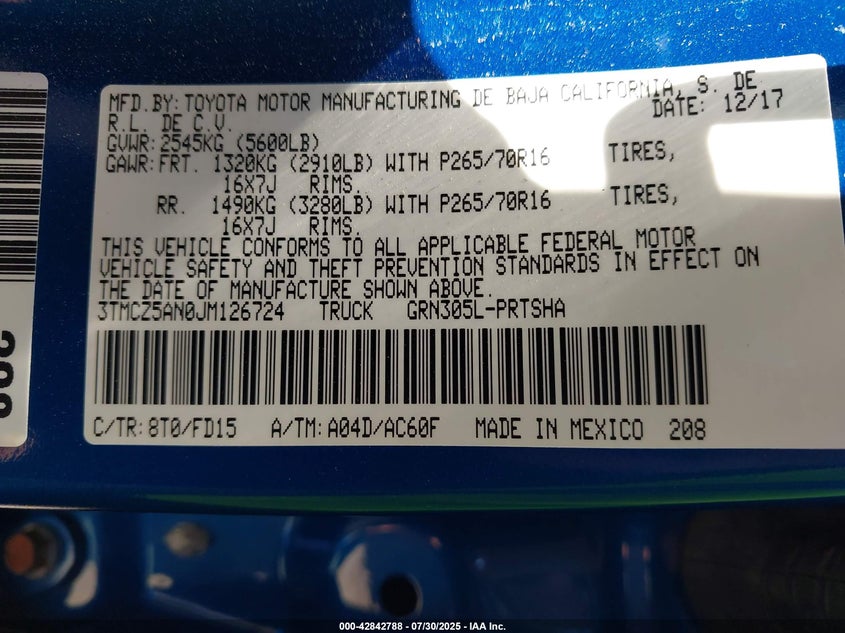 MFD.BY: TOYOTA MOTOR MANUFACTURING DE BAJA CALIFORNIA, S. DE
R.L. DE C.V. DATE: 12/17
GVWR: 2545KG (5600LB)
GAWR: FRT. 1320KG (2910LB) WITH P265/70R16 TIRES,
16X7J RIMS.
RR. 1490KG (3280LB) WITH P265/70R16 TIRES,
16X7J RIMS.
THIS VEHICLE CONFORMS TO ALL APPLICABLE FEDERAL MOTOR
VEHICLE SAFETY AND THEFT PREVENTION STANDARDS IN EFFECT ON
THE DATE OF MANUFACTURE SHOWN ABOVE.
3TMCZ5AN0JM126724 TRUCK GRN305L-PRTSHA
C/TR: 8T0/FD15 A/TM: A04D/AC60F MADE IN MEXICO 208
000-42842788 - 07/30/2025 - IAA Inc.